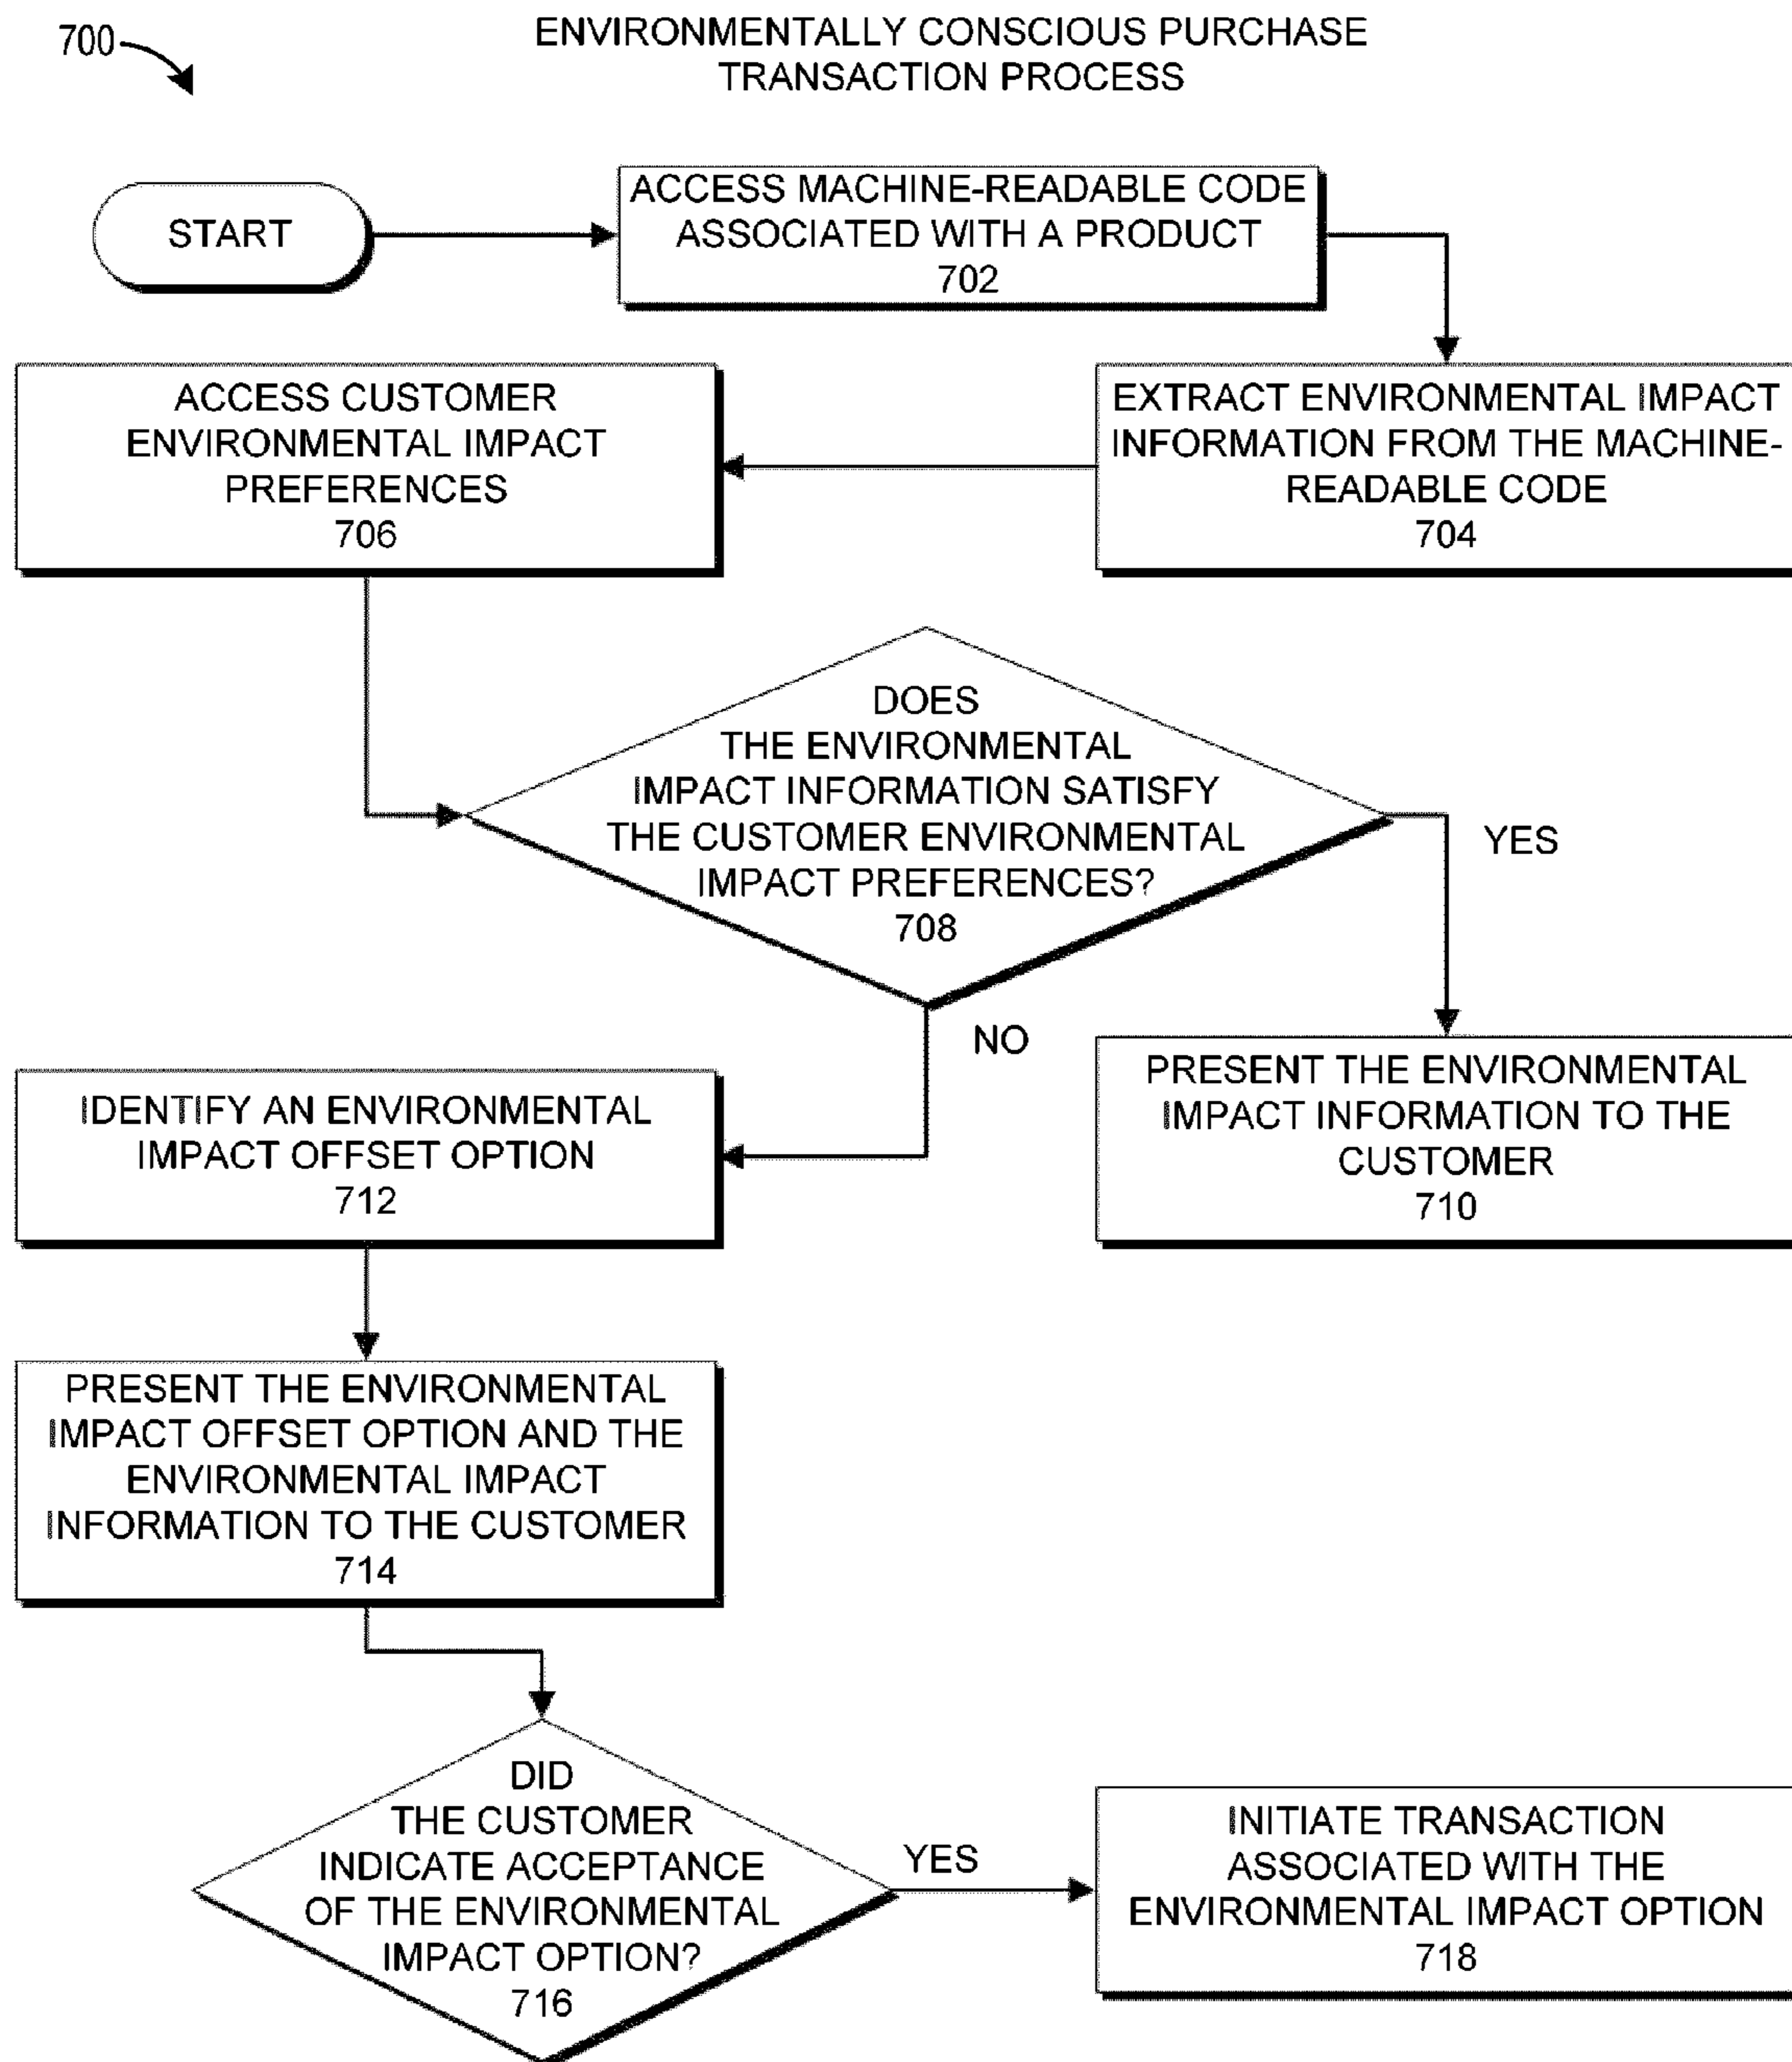 700
ENVIRONMENTALLY CONSCIOUS PURCHASE
TRANSACTION PROCESS
START
ACCESS MACHINE-READABLE CODE
ASSOCIATED WITH A PRODUCT
702
EXTRACT ENVIRONMENTAL IMPACT
INFORMATION FROM THE MACHINE-
READABLE CODE
704
ACCESS CUSTOMER
ENVIRONMENTAL IMPACT
PREFERENCES
706
DOES
THE ENVIRONMENTAL
IMPACT INFORMATION SATISFY
THE CUSTOMER ENVIRONMENTAL
IMPACT PREFERENCES?
708
YES
NO
PRESENT THE ENVIRONMENTAL
IMPACT INFORMATION TO THE
CUSTOMER
710
IDENTIFY AN ENVIRONMENTAL
IMPACT OFFSET OPTION
712
PRESENT THE ENVIRONMENTAL
IMPACT OFFSET OPTION AND THE
ENVIRONMENTAL IMPACT
INFORMATION TO THE CUSTOMER
714
DID
THE CUSTOMER
INDICATE ACCEPTANCE
OF THE ENVIRONMENTAL
IMPACT OPTION?
716
YES
INITIATE TRANSACTION
ASSOCIATED WITH THE
ENVIRONMENTAL IMPACT OPTION
718